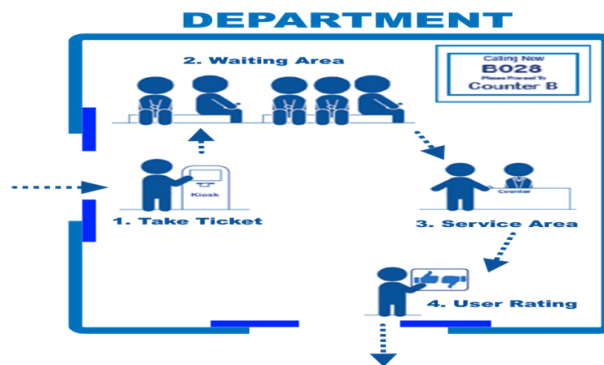 DEPARTMENT
2. Waiting Area
Calling Now
B028
Please Proceed To
Counter B
Kiosk
1. Take Ticket
Counter
3. Service Area
4. User Rating